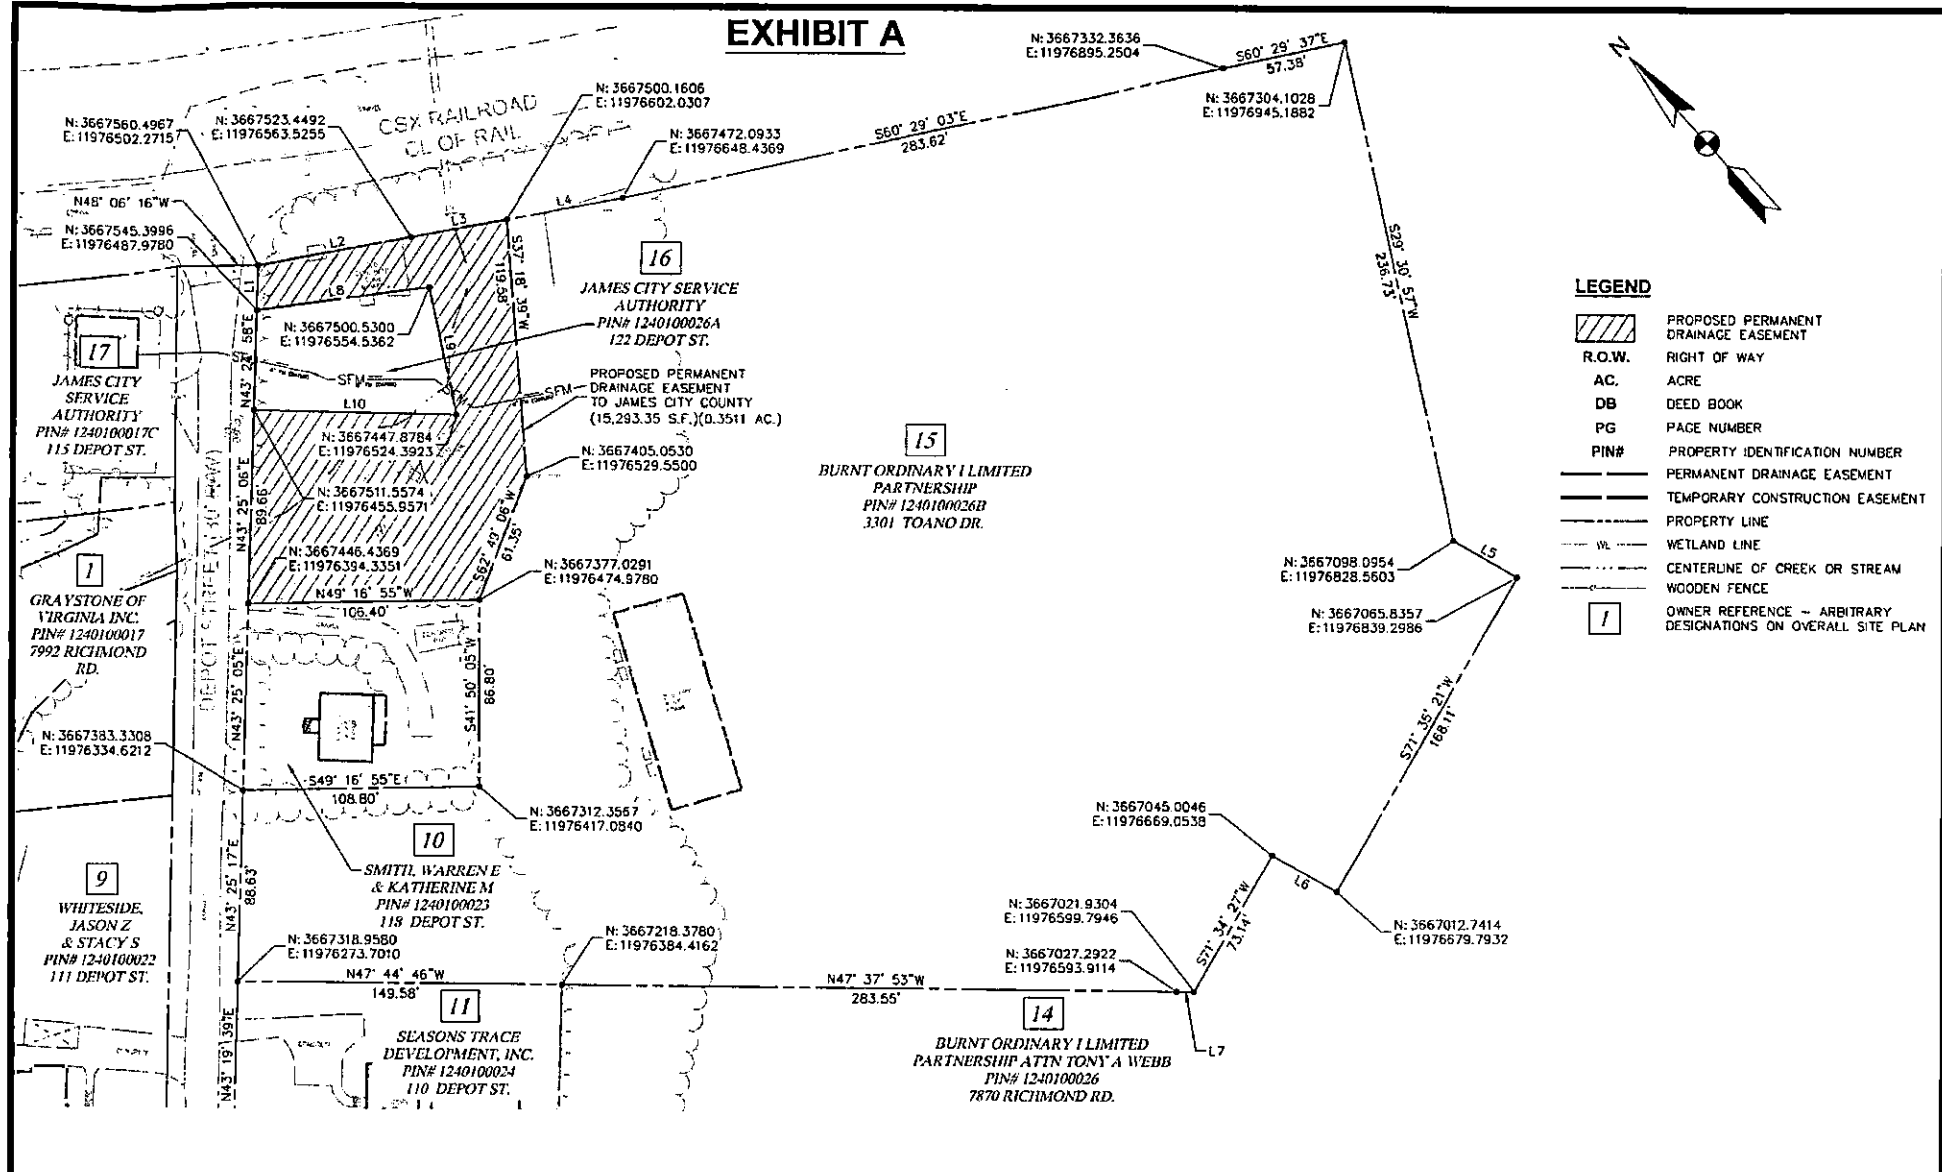 EXHIBIT A
N: 3667332.3636
E: 11976895.2504
S60° 29' 37"E
57.38'
N
N: 3667500.1606
E: 11976602.0307
N: 3667304.1028
E: 11976945.1882
N: 3667560.4967
E: 11976502.2715
N: 3667523.4492
E: 11976563.5255
CSX RAILROAD
CL OF RAIL
N: 3667472.0933
E: 11976648.4369
S60° 29' 03"E
283.62'
N48° 06' 16"W
N: 3667545.3996
E: 11976487.9780
L1
L2
L3
L4
L8
L9
L10
S37° 18' 39"W
119.68'
16
JAMES CITY SERVICE
AUTHORITY
PIN# 1240100026A
122 DEPOT ST.
S29° 30' 57"W
236.73'
N: 3667500.5300
E: 11976554.5362
17
JAMES CITY
SERVICE
AUTHORITY
PIN# 1240100017C
115 DEPOT ST.
SFM
SFM
PROPOSED PERMANENT
DRAINAGE EASEMENT
TO JAMES CITY COUNTY
(15,293.35 S.F.)(0.3511 AC.)
N: 3667447.8784
E: 11976524.3923
N: 3667405.0530
E: 11976529.5500
15
BURNT ORDINARY I LIMITED
PARTNERSHIP
PIN# 1240100026B
3301 TOANO DR.
N: 3667511.5574
E: 11976455.9571
N43° 25' 06"E
89.66
S62° 49' 06"W
61.35'
N: 3667446.4369
E: 11976394.3351
N: 3667377.0291
E: 11976474.9780
N49° 16' 55"W
106.40'
1
GRAYSTONE OF
VIRGINIA INC.
PIN# 1240100017
7992 RICHMOND
RD.
N: 3667098.0954
E: 11976828.5603
L5
N: 3667065.8357
E: 11976839.2986
N43° 25' 05"E
S41° 50' 05"W
86.80'
S71° 35' 21"W
168.11'
N: 3667383.3308
E: 11976334.6212
S49° 16' 55"E
108.80'
N: 3667312.3567
E: 11976417.0840
N: 3667045.0046
E: 11976669.0538
10
SMITH, WARREN E
& KATHERINE M
PIN# 1240100023
118 DEPOT ST.
9
WHITESIDE,
JASON Z
& STACY S
PIN# 1240100022
111 DEPOT ST.
N43° 25' 17"E
88.63'
L6
N: 3667021.9304
E: 11976599.7946
S71° 34' 27"W
73.14'
N: 3667012.7414
E: 11976679.7932
N: 3667318.9580
E: 11976273.7010
N: 3667218.3780
E: 11976384.4162
N: 3667027.2922
E: 11976593.9114
N47° 44' 46"W
149.58'
N47° 37' 53"W
283.55'
11
SEASONS TRACE
DEVELOPMENT, INC.
PIN# 1240100024
110 DEPOT ST.
N43° 19' 39"E
14
BURNT ORDINARY I LIMITED
PARTNERSHIP ATTN TONY A WEBB
PIN# 1240100026
7870 RICHMOND RD.
L7
LEGEND
PROPOSED PERMANENT
DRAINAGE EASEMENT
R.O.W. RIGHT OF WAY
AC. ACRE
DB DEED BOOK
PG PAGE NUMBER
PIN# PROPERTY IDENTIFICATION NUMBER
PERMANENT DRAINAGE EASEMENT
TEMPORARY CONSTRUCTION EASEMENT
PROPERTY LINE
WL WETLAND LINE
CENTERLINE OF CREEK OR STREAM
WOODEN FENCE
1 OWNER REFERENCE - ARBITRARY
DESIGNATIONS ON OVERALL SITE PLAN